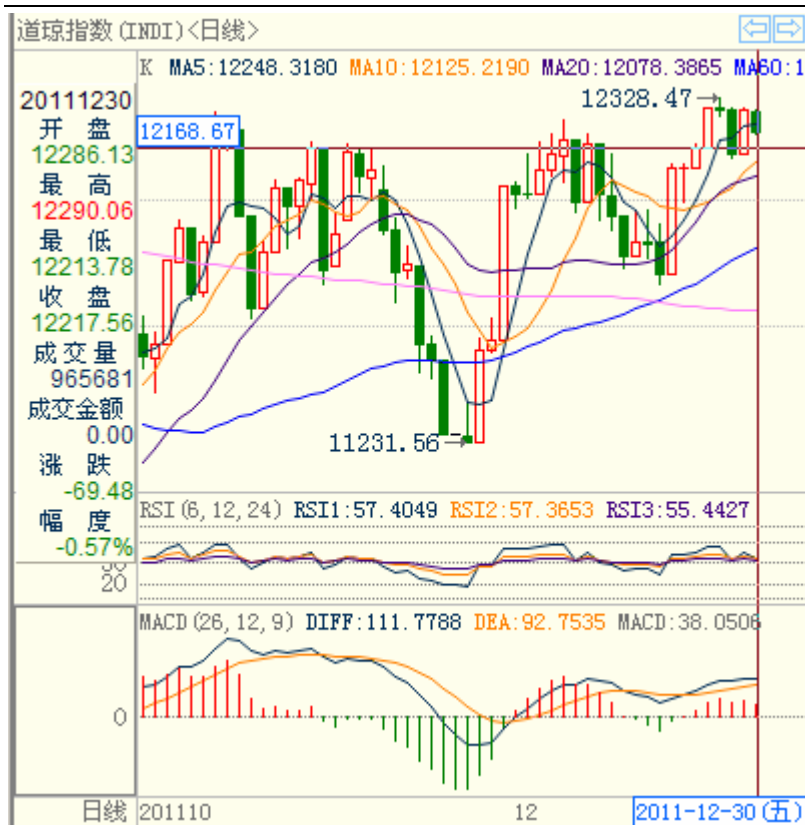 道琼指数(INDI)<日线>
K MA5:12248.3180 MA10:12125.2190 MA20:12078.3865 MA60:1
20111230
开 盘
12286.13
最 高
12290.06
最 低
12213.78
收 盘
12217.56
成交量
965681
成交金额
0.00
涨 跌
-69.48
幅 度
-0.57%
12168.67
12328.47
11231.56
RSI(6,12,24) RSI1:57.4049 RSI2:57.3653 RSI3:55.4427
20
MACD(26,12,9) DIFF:111.7788 DEA:92.7535 MACD:38.0506
0
日线 201110 12 2011-12-30(五)